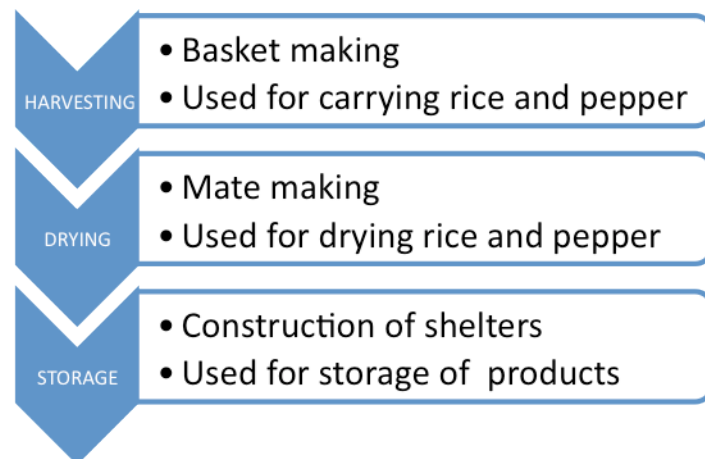 HARVESTING
• Basket making
• Used for carrying rice and pepper
DRYING
• Mate making
• Used for drying rice and pepper
STORAGE
• Construction of shelters
• Used for storage of  products